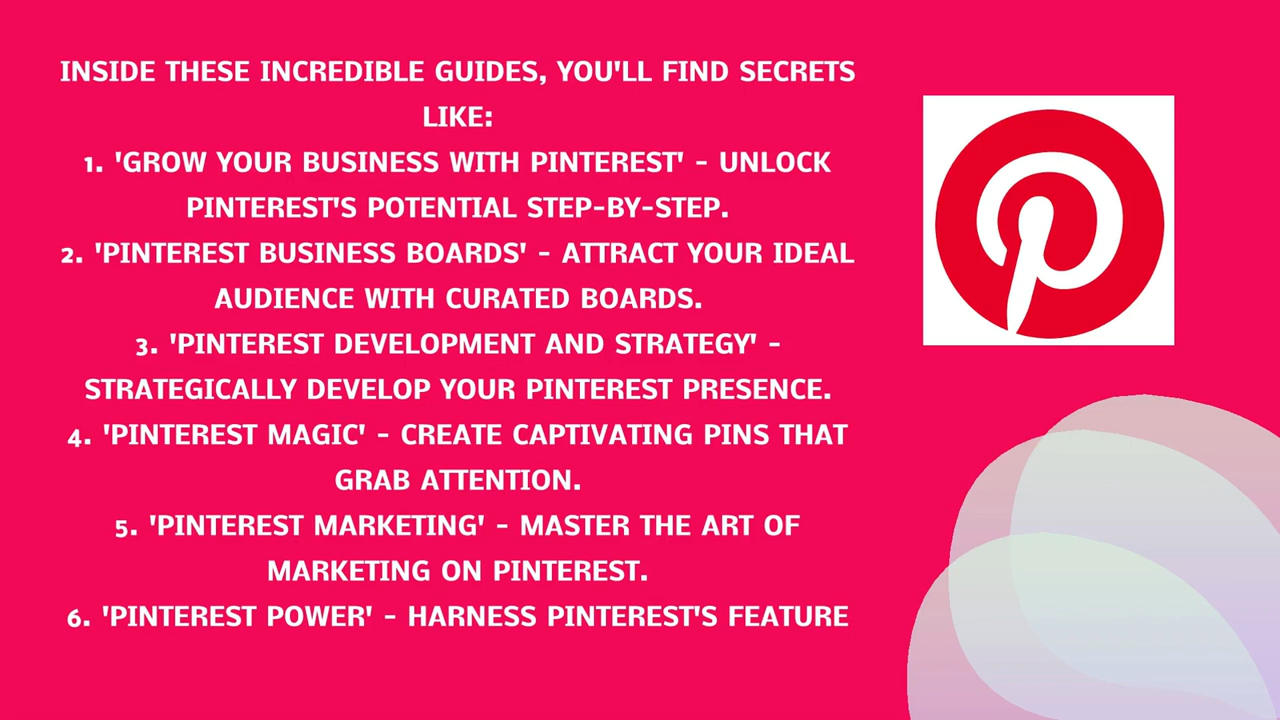 INSIDE THESE INCREDIBLE GUIDES, YOU'LL FIND SECRETS
LIKE:
1. 'GROW YOUR BUSINESS WITH PINTEREST' - UNLOCK
PINTEREST'S POTENTIAL STEP-BY-STEP.
2. 'PINTEREST BUSINESS BOARDS' - ATTRACT YOUR IDEAL
AUDIENCE WITH CURATED BOARDS.
3. 'PINTEREST DEVELOPMENT AND STRATEGY' -
STRATEGICALLY DEVELOP YOUR PINTEREST PRESENCE.
4. 'PINTEREST MAGIC' - CREATE CAPTIVATING PINS THAT
GRAB ATTENTION.
5. 'PINTEREST MARKETING' - MASTER THE ART OF
MARKETING ON PINTEREST.
6. 'PINTEREST POWER' - HARNESS PINTEREST'S FEATURE